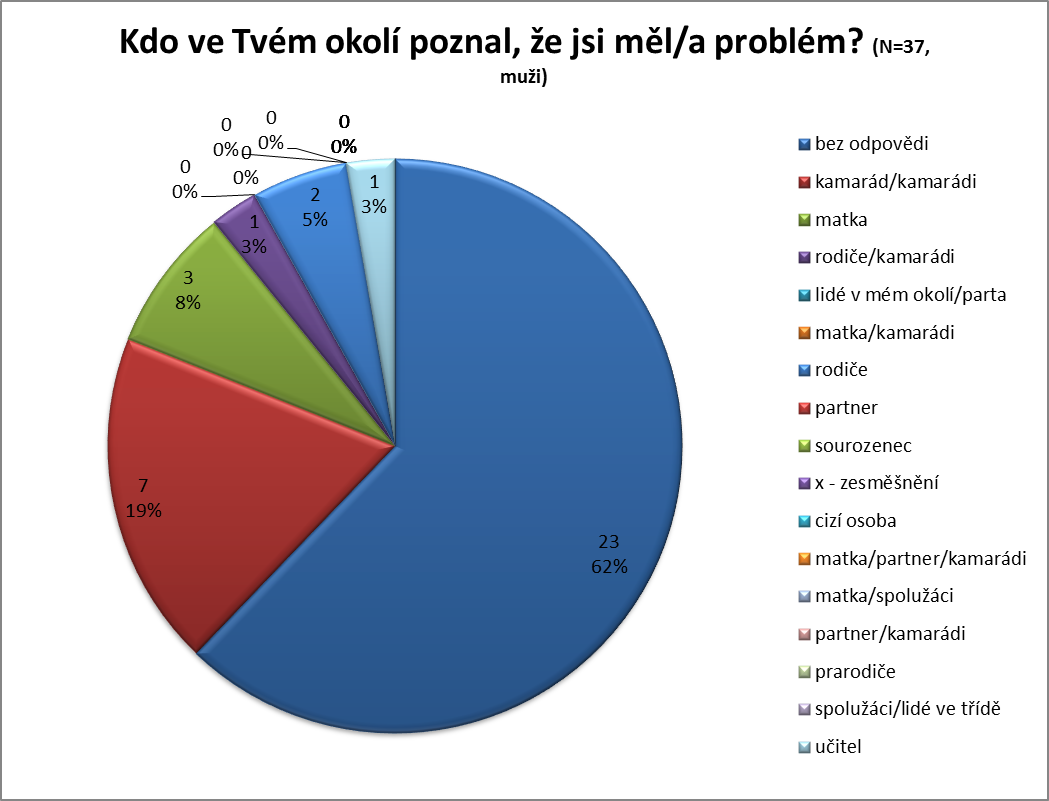 Kdo ve Tvém okolí poznal, že jsi měl/a problém? (N=37,
muži)
0
0%
0
0%
0
0%
0
0%
0
0%
2
5%
1
3%
1
3%
3
8%
7
19%
23
62%
bez odpovědi
kamarád/kamarádi
matka
rodiče/kamarádi
lidé v mém okolí/parta
matka/kamarádi
rodiče
partner
sourozenec
x - zesměšnění
cizí osoba
matka/partner/kamarádi
matka/spolužáci
partner/kamarádi
prarodiče
spolužáci/lidé ve třídě
učitel